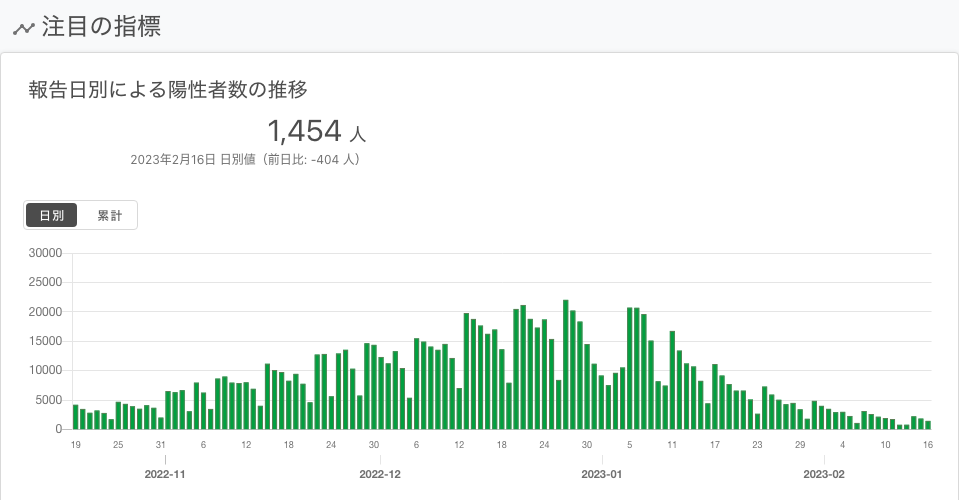 注目の指標
報告日別による陽性者数の推移
1,454 人
2023年2月16日 日別値（前日比: -404 人）
日別 累計
30000
25000
20000
15000
10000
5000
0
19 25 31 6 12 18 24 30 6 12 18 24 30 5 11 17 23 29 4 10 16
2022-11 2022-12 2023-01 2023-02